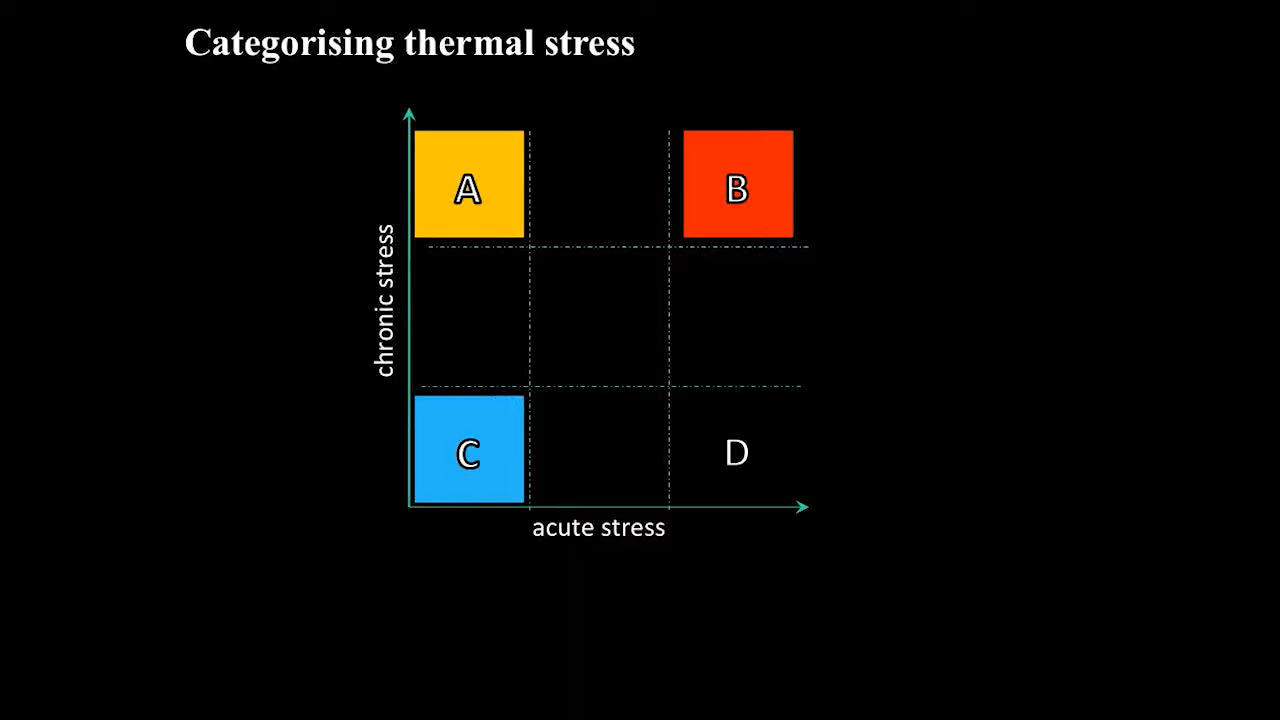 Categorising thermal stress
A
B
chronic stress
C
D
acute stress